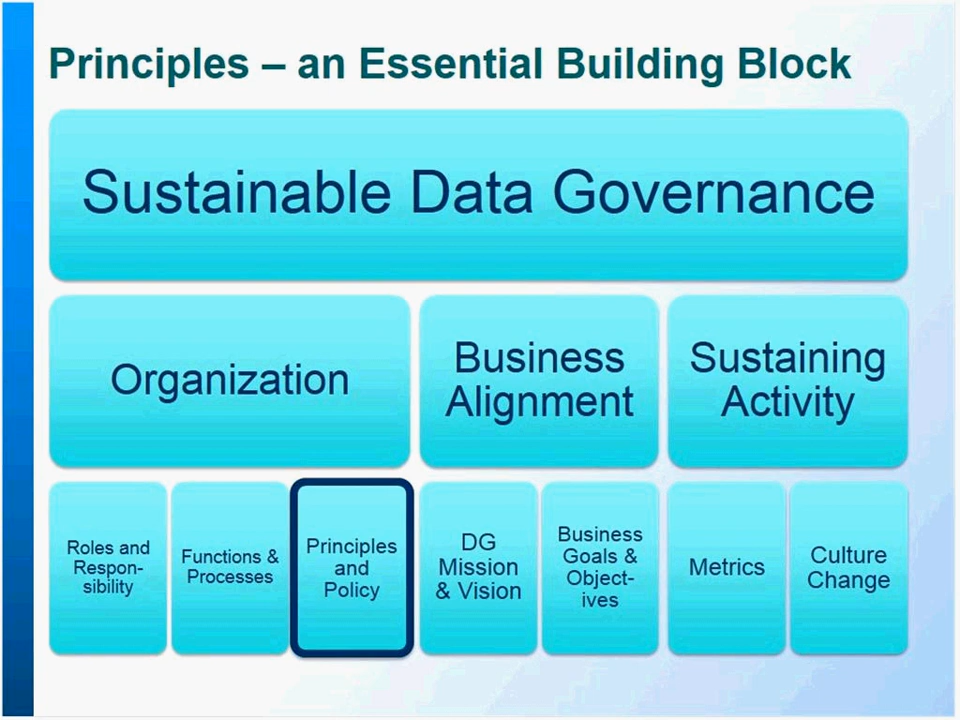 Principles – an Essential Building Block
Sustainable Data Governance
Organization
Business
Alignment
Sustaining
Activity
Roles and
Respon-
sibility
Functions &
Processes
Principles
and
Policy
DG
Mission
& Vision
Business
Goals &
Object-
ives
Metrics
Culture
Change